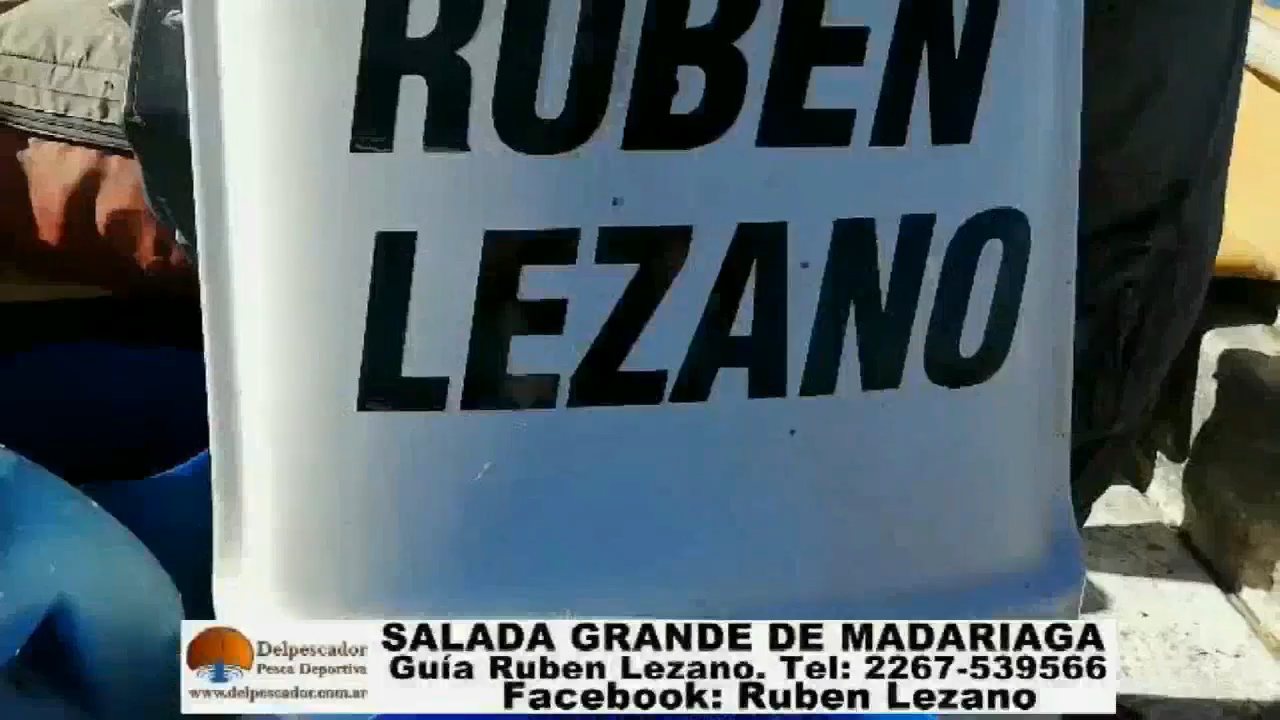 RUBEN
LEZANO
Delpescador
Pesca Deportiva
www.delpescador.com.ar
SALADA GRANDE DE MADARIAGA
Guía Ruben Lezano. Tel: 2267-539566
Facebook: Ruben Lezano